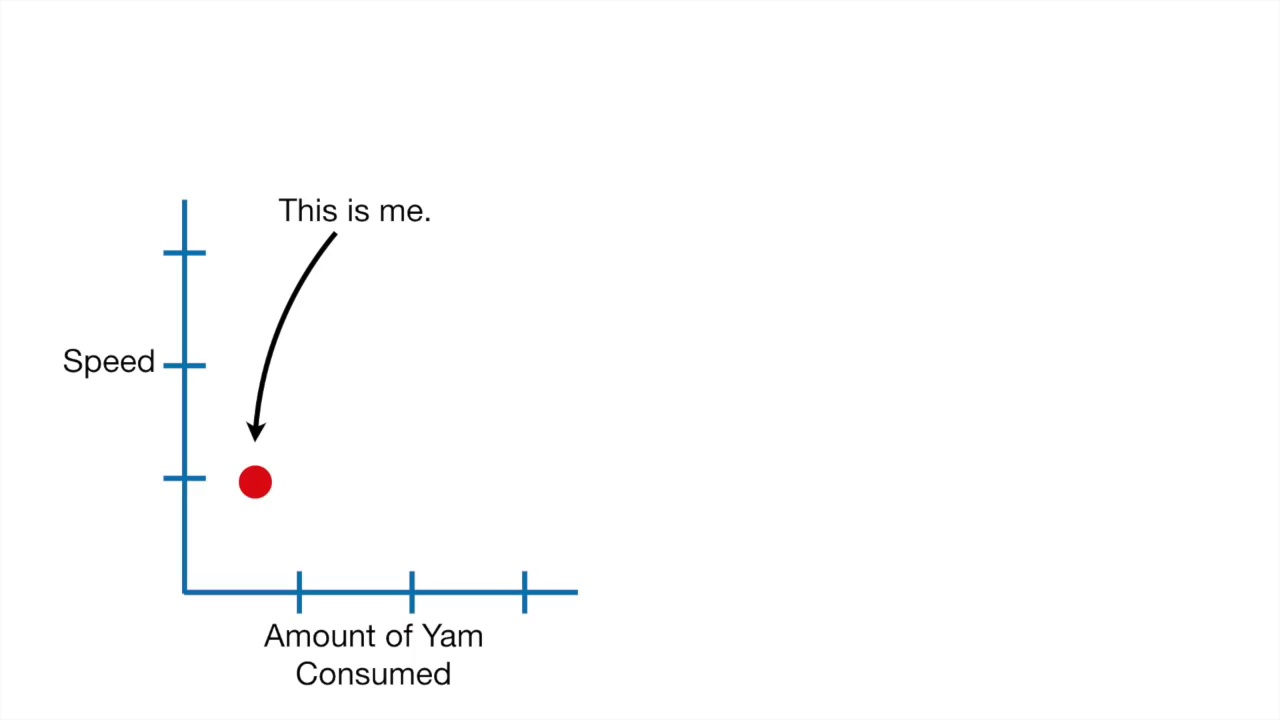 This is me.
Speed
Amount of Yam
Consumed